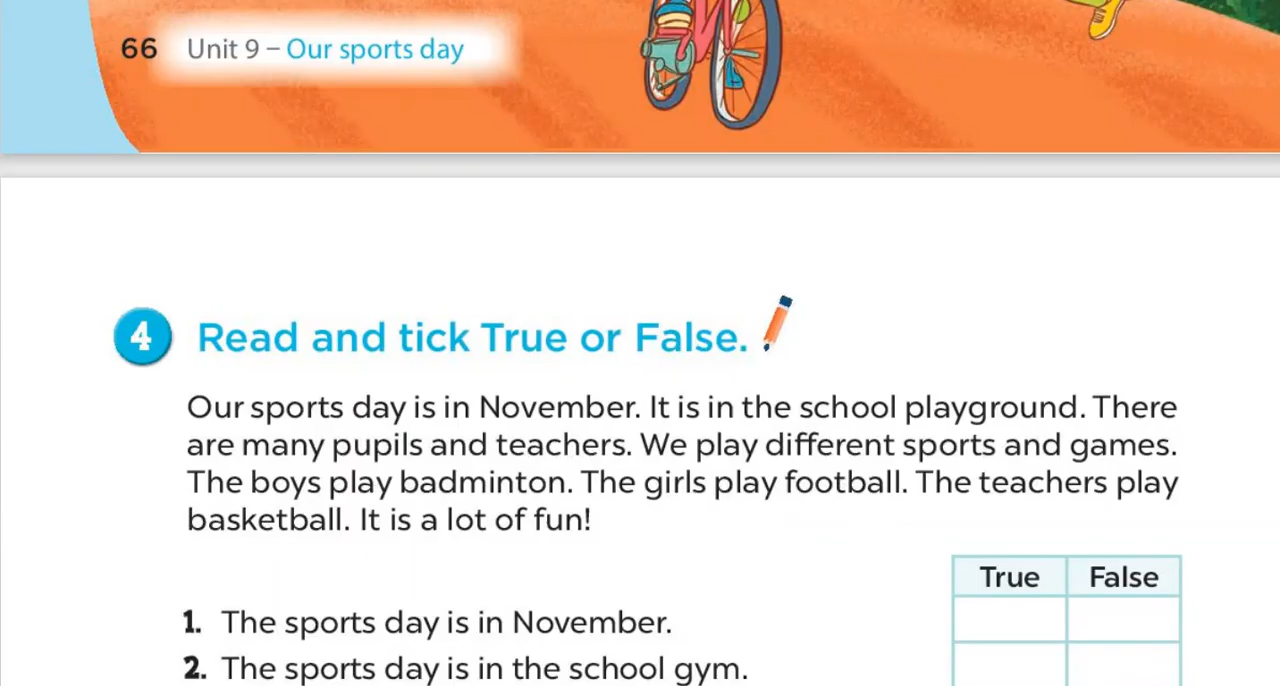 66 Unit 9 – Our sports day
4 Read and tick True or False.
Our sports day is in November. It is in the school playground. There
are many pupils and teachers. We play different sports and games.
The boys play badminton. The girls play football. The teachers play
basketball. It is a lot of fun!
True False
1. The sports day is in November.
2. The sports day is in the school gym.